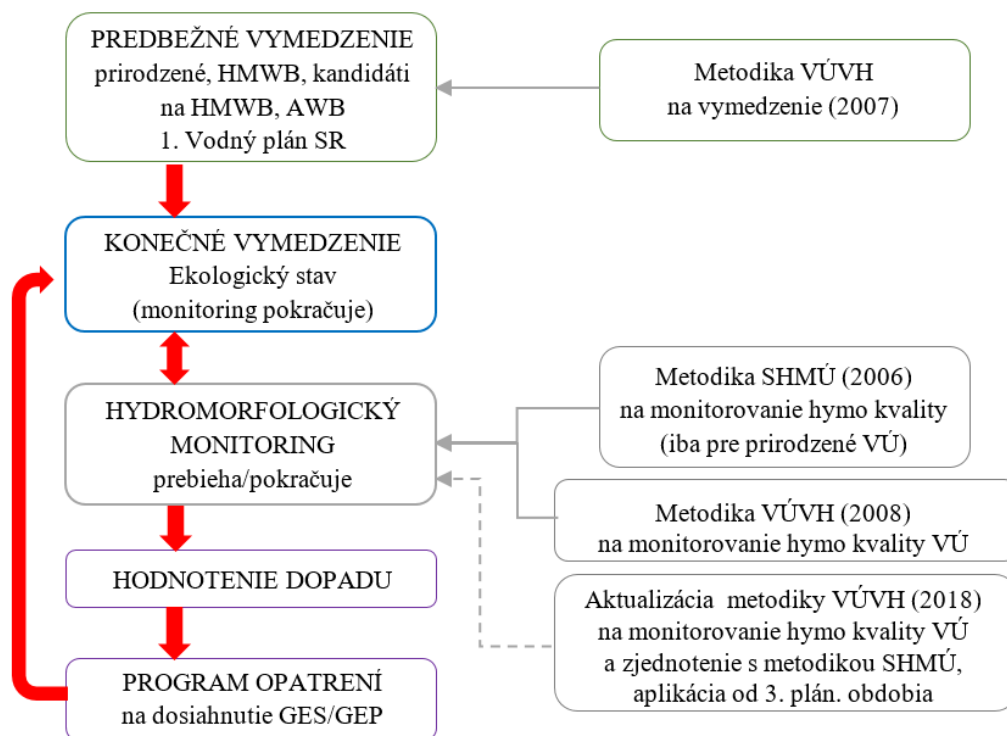 PREDBEŽNÉ VYMEDZENIE
prirodzené, HMWB, kandidáti
na HMWB, AWB
1. Vodný plán SR
Metodika VÚVH
na vymedzenie (2007)
KONEČNÉ VYMEDZENIE
Ekologický stav
(monitoring pokračuje)
HYDROMORFOLOGICKÝ
MONITORING
prebieha/pokračuje
Metodika SHMÚ (2006)
na monitorovanie hymo kvality
(iba pre prirodzené VÚ)
Metodika VÚVH (2008)
na monitorovanie hymo kvality VÚ
HODNOTENIE DOPADU
Aktualizácia metodiky VÚVH (2018)
na monitorovanie hymo kvality VÚ
a zjednotenie s metodikou SHMÚ,
aplikácia od 3. plán. obdobia
PROGRAM OPATRENÍ
na dosiahnutie GES/GEP